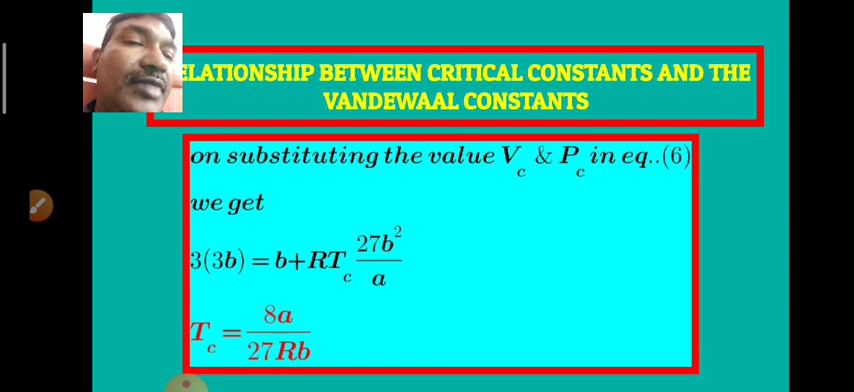 ELATIONSHIP BETWEEN CRITICAL CONSTANTS AND THE
VANDEWAAL CONSTANTS
on substituting the value V_c & P_c in eq..(6)
we get
3(3b) = b+RT_c 27b²/a
T_c = 8a/27Rb